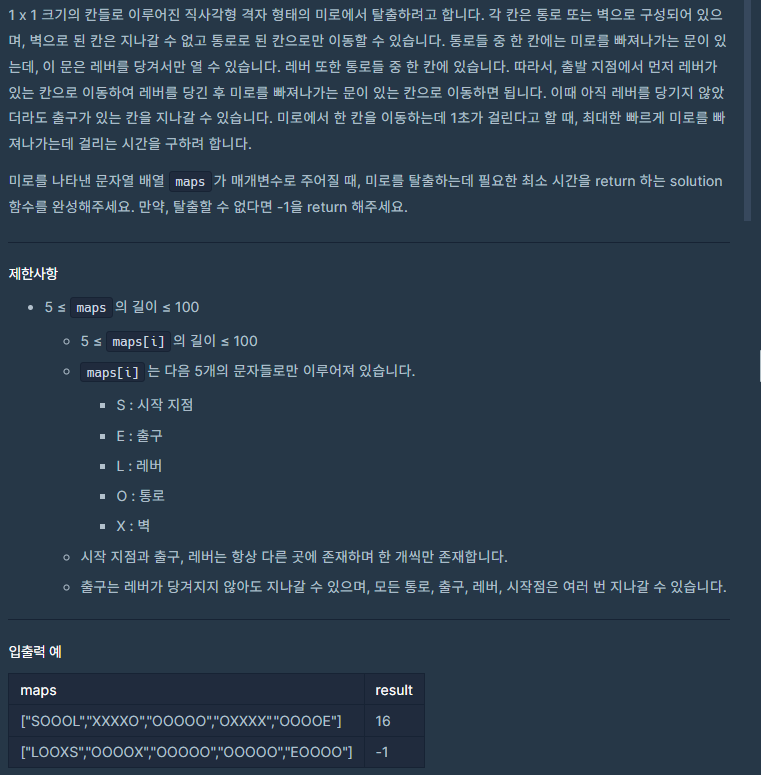 1 x 1 크기의 칸들로 이루어진 직사각형 격자 형태의 미로에서 탈출하려고 합니다. 각 칸은 통로 또는 벽으로 구성되어 있으
며, 벽으로 된 칸은 지나갈 수 없고 통로로 된 칸으로만 이동할 수 있습니다. 통로들 중 한 칸에는 미로를 빠져나가는 문이 있
는데, 이 문은 레버를 당겨서만 열 수 있습니다. 레버 또한 통로들 중 한 칸에 있습니다. 따라서, 출발 지점에서 먼저 레버가
있는 칸으로 이동하여 레버를 당긴 후 미로를 빠져나가는 문이 있는 칸으로 이동하면 됩니다. 이때 아직 레버를 당기지 않았
더라도 출구가 있는 칸을 지나갈 수 있습니다. 미로에서 한 칸을 이동하는데 1초가 걸린다고 할 때, 최대한 빠르게 미로를 빠
져나가는데 걸리는 시간을 구하려 합니다.
미로를 나타낸 문자열 배열 maps 가 매개변수로 주어질 때, 미로를 탈출하는데 필요한 최소 시간을 return 하는 solution
함수를 완성해주세요. 만약, 탈출할 수 없다면 -1을 return 해주세요.
제한사항
• 5 ≤ maps 의 길이 ≤ 100
◦ 5 ≤ maps[i] 의 길이 ≤ 100
◦ maps[i] 는 다음 5개의 문자들로만 이루어져 있습니다.
▪ S : 시작 지점
▪ E : 출구
▪ L : 레버
▪ O : 통로
▪ X : 벽
◦ 시작 지점과 출구, 레버는 항상 다른 곳에 존재하며 한 개씩만 존재합니다.
◦ 출구는 레버가 당겨지지 않아도 지나갈 수 있으며, 모든 통로, 출구, 레버, 시작점은 여러 번 지나갈 수 있습니다.
입출력 예
maps result
["SOOOL","XXXXO","OOOOO","OXXXX","OOOOE"] 16
["LOOXS","OOOOX","OOOOO","OOOOO","EOOOO"] -1